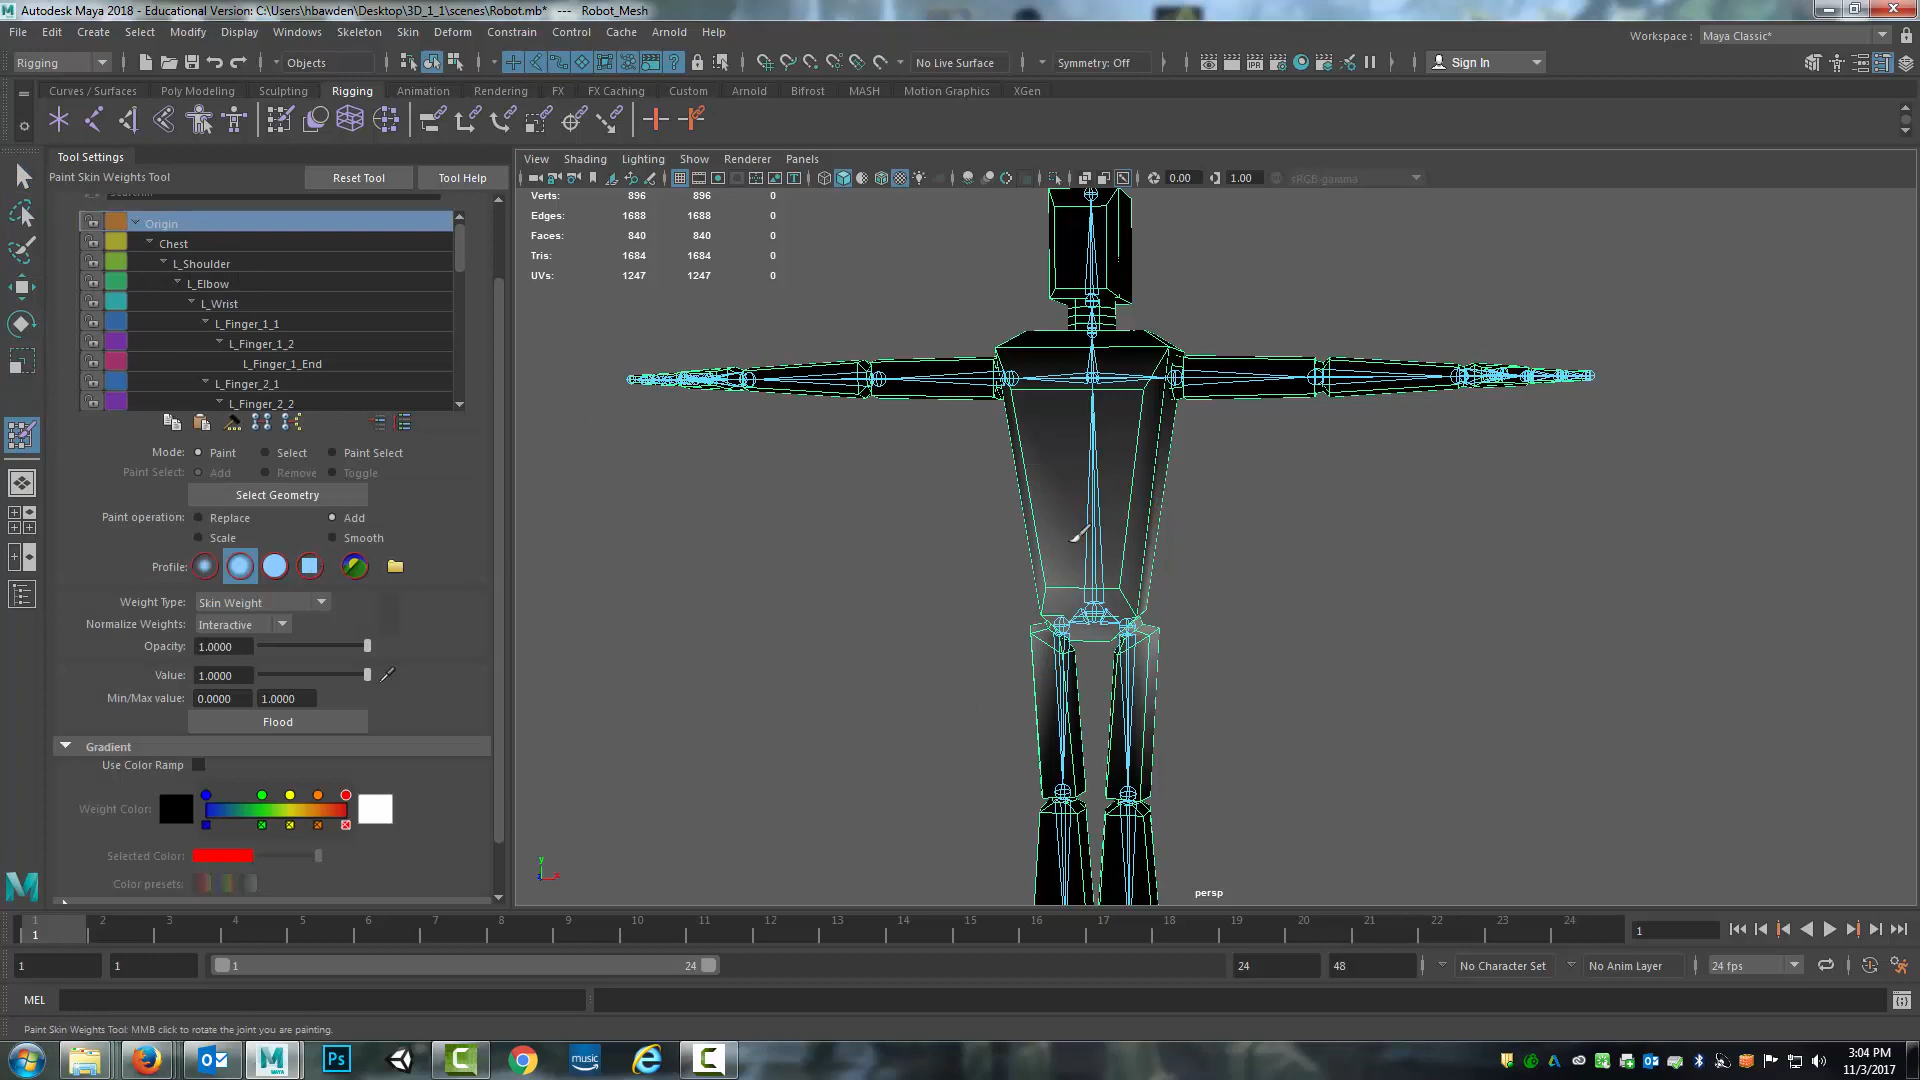 Autodesk Maya 2018 - Educational Version: C:\Users\hbawden\Desktop\3D_1_1\scenes\Robot.mb* --- Robot_Mesh
File Edit Create Select Modify Display Windows Skeleton Skin Deform Constrain Control Cache Arnold Help
Workspace : Maya Classic*
Rigging Objects No Live Surface Symmetry: Off Sign In
Curves / Surfaces Poly Modeling Sculpting Rigging Animation Rendering FX FX Caching Custom Arnold Bifrost MASH Motion Graphics XGen
Tool Settings
Paint Skin Weights Tool Reset Tool Tool Help
View Shading Lighting Show Renderer Panels
0.00 1.00 sRGB gamma
Origin
Chest
L_Shoulder
L_Elbow
L_Wrist
L_Finger_1_1
L_Finger_1_2
L_Finger_1_End
L_Finger_2_1
L_Finger_2_2
Verts: 896 896 0
Edges: 1688 1688 0
Faces: 840 840 0
Tris: 1684 1684 0
UVs: 1247 1247 0
Mode: Paint Select Paint Select
Paint Select: Add Remove Toggle
Select Geometry
Paint operation: Replace Add
Scale Smooth
Profile:
Weight Type: Skin Weight
Normalize Weights: Interactive
Opacity: 1.0000
Value: 1.0000
Min/Max value: 0.0000 1.0000
Flood
Gradient
Use Color Ramp
Weight Color:
Selected Color:
Color presets:
y
persp
1 2 3 4 5 6 7 8 9 10 11 12 13 14 15 16 17 18 19 20 21 22 23 24
1 1
1 1 1 24 24 48 No Character Set No Anim Layer 24 fps
MEL
Paint Skin Weights Tool: MMB click to rotate the joint you are painting.
MAYA Ps music
3:04 PM
11/3/2017